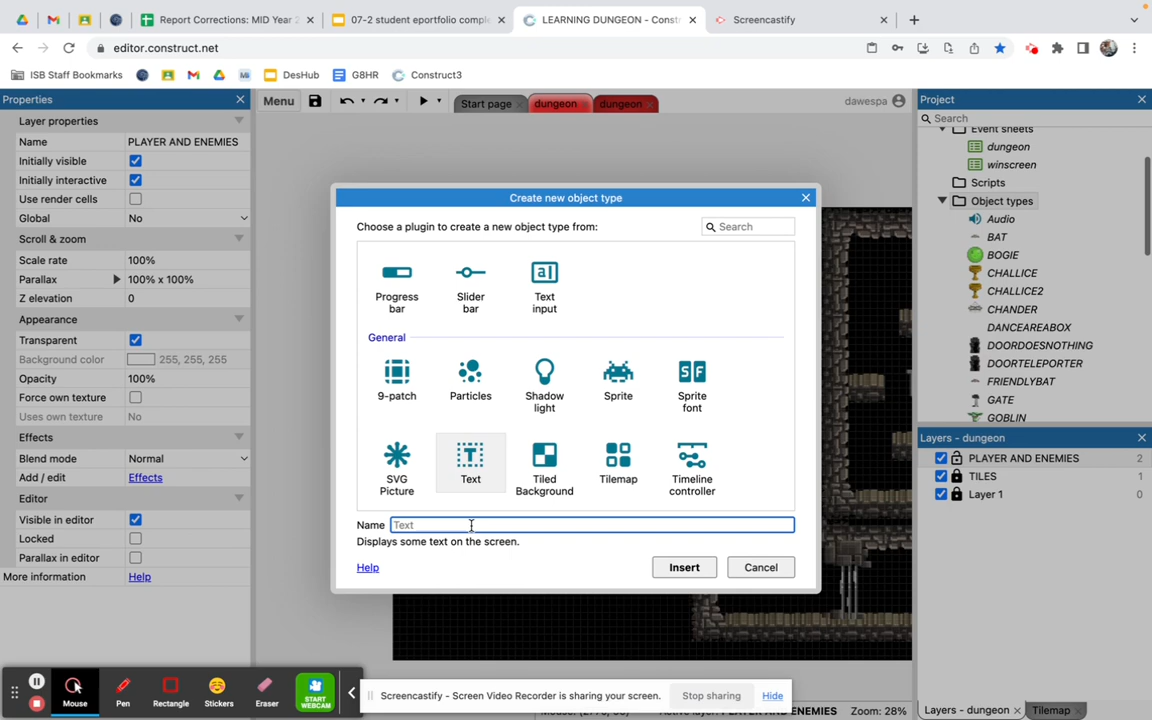 Report Corrections: MID Year 2
07-2 student eportfolio comple
LEARNING DUNGEON - Constr
Screencastify
editor.construct.net
ISB Staff Bookmarks
DesHub
G8HR
Construct3
Properties
Menu
Start page
dungeon
dungeon
dawespa
Project
Layer properties
Name PLAYER AND ENEMIES
Initially visible
Initially interactive
Use render cells
Global No
Scroll & zoom
Scale rate 100%
Parallax 100% x 100%
Z elevation 0
Appearance
Transparent
Background color 255, 255, 255
Opacity 100%
Force own texture
Uses own texture No
Effects
Blend mode Normal
Add / edit Effects
Editor
Visible in editor
Locked
Parallax in editor
More information Help
Create new object type
Choose a plugin to create a new object type from:
Search
Progress bar
Slider bar
Text input
General
9-patch
Particles
Shadow light
Sprite
Sprite font
SF
SVG Picture
Text
Tiled Background
Tilemap
Timeline controller
Name Text
Displays some text on the screen.
Help
Insert
Cancel
Search
Event sheets
dungeon
winscreen
Scripts
Object types
Audio
BAT
BOGIE
CHALLICE
CHALLICE2
CHANDER
DANCEAREABOX
DOORDOESNOTHING
DOORTELEPORTER
FRIENDLYBAT
GATE
GOBLIN
Layers - dungeon
PLAYER AND ENEMIES 2
TILES 1
Layer 1 0
Mouse
Pen
Rectangle
Stickers
Eraser
START WEBCAM
Screencastify - Screen Video Recorder is sharing your screen.
Stop sharing
Hide
ENEMIES Zoom: 28%
Layers - dungeon
Tilemap